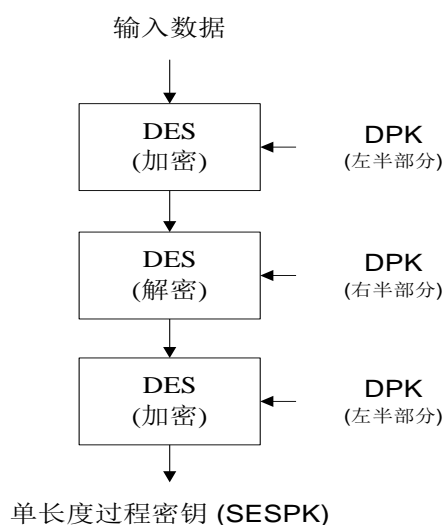 输入数据
DES
(加密)
DPK
(左半部分)
DES
(解密)
DPK
(右半部分)
DES
(加密)
DPK
(左半部分)
单长度过程密钥 (SESPK)